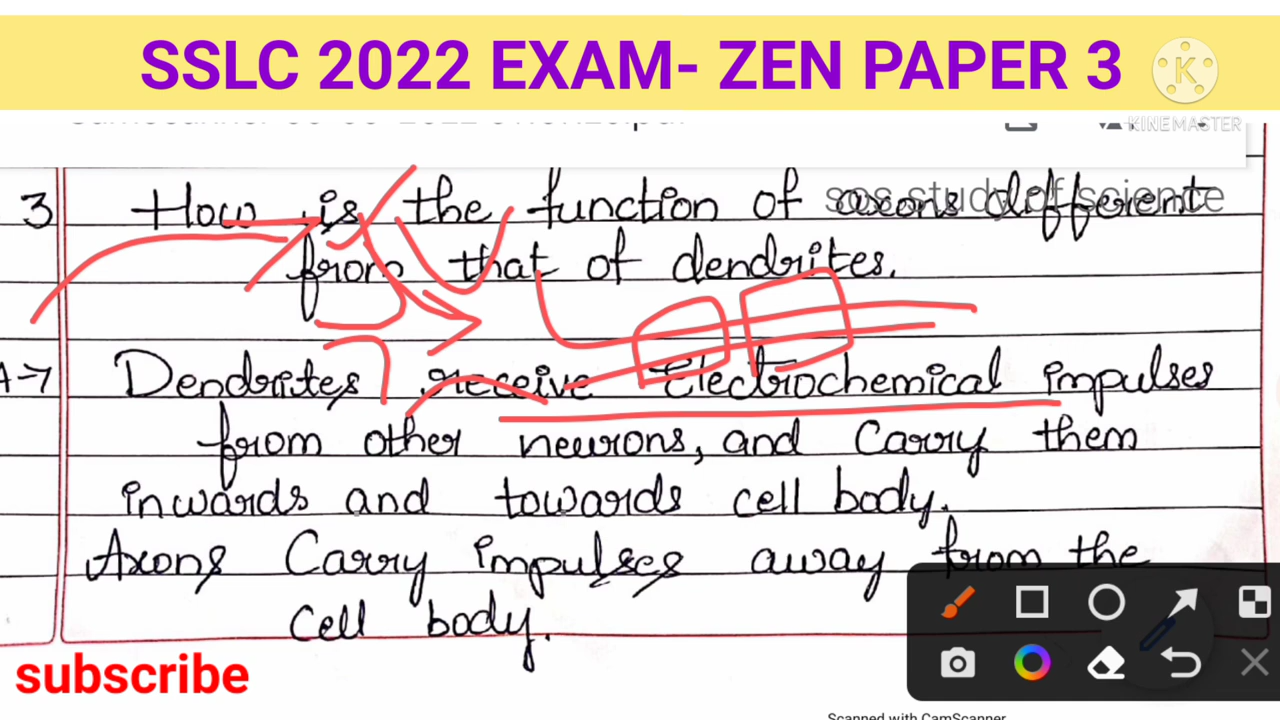 SSLC 2022 EXAM- ZEN PAPER 3
K
KINEMASTER
sos study of science
3 How is the function of axons different
from that of dendrites.
A→ Dendrites receive Electrochemical impulses
from other neurons, and Carry them
inwards and towards cell body.
Axons Carry impulses away from the
Cell body.
subscribe
Scanned with CamScanner